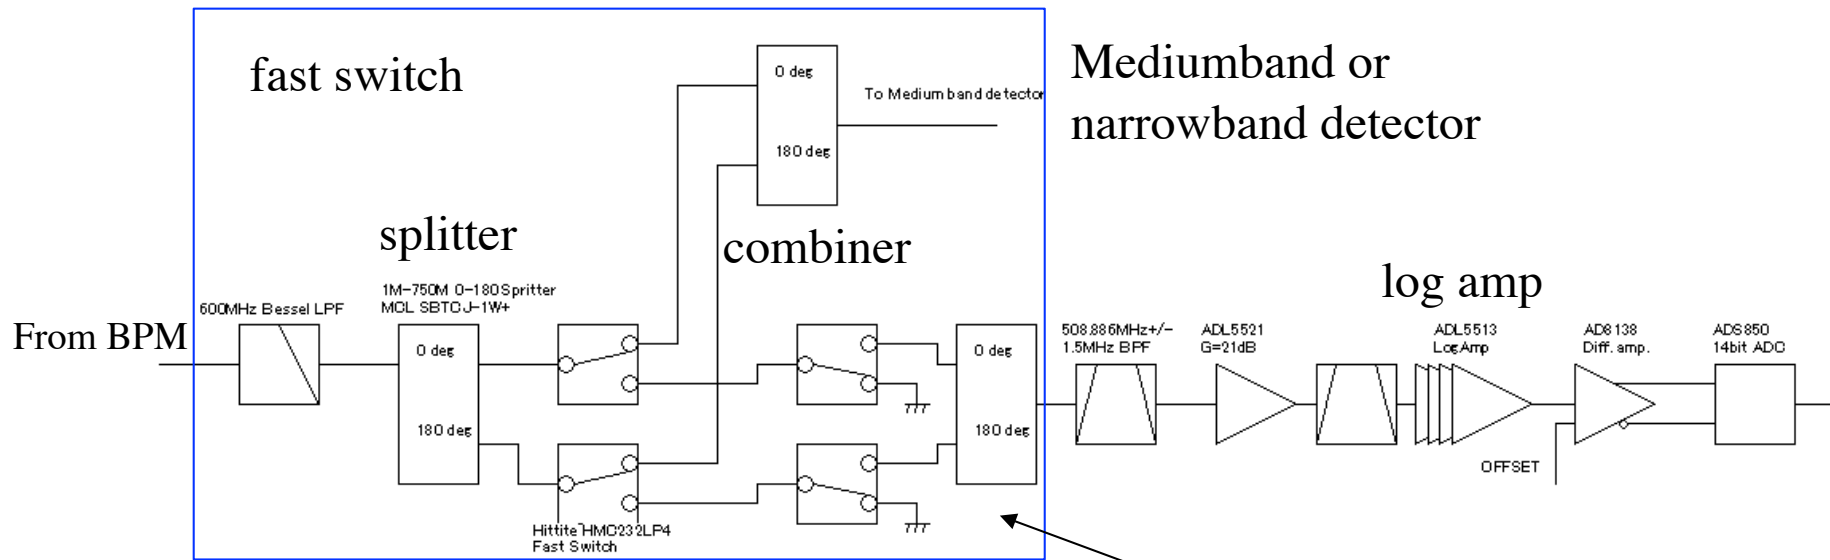 fast switch
0 deg
To Mediumband detector
180 deg
Mediumband or
narrowband detector
splitter
combiner
log amp
From BPM
600MHz Bessel LPF
1M-750M 0-180Spritter
MCL SBTCJ-1W+
0 deg
180 deg
Hittite HMC232LP4
Fast Switch
0 deg
180 deg
508.886MHz+/-
1.5MHz BPF
ADL5521
G=21dB
ADL5513
LogAmp
AD8138
Diff. amp.
OFFSET
ADS850
14bit ADC